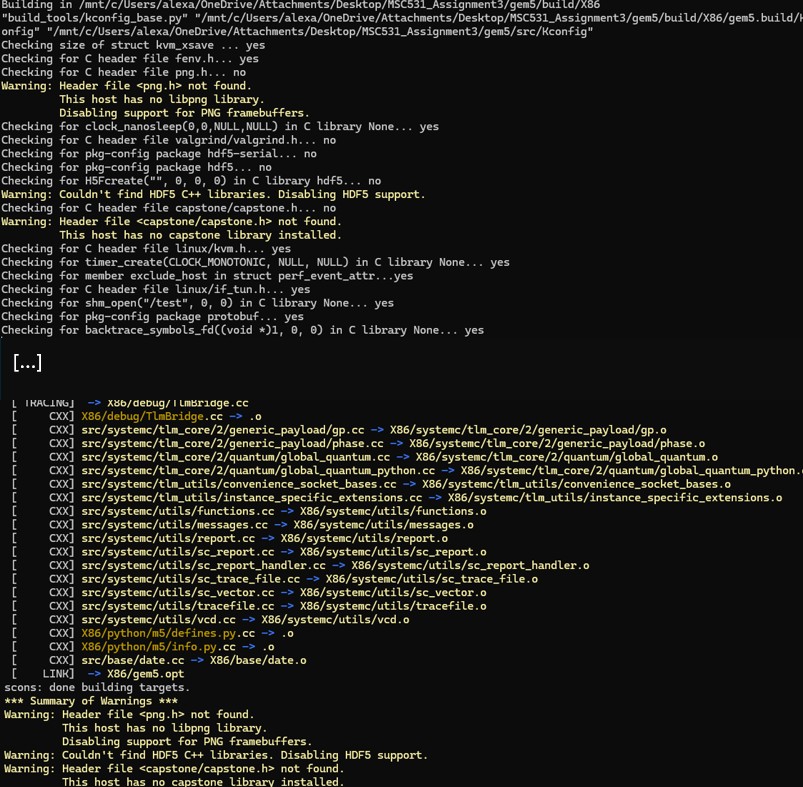 Building in /mnt/c/Users/alexa/OneDrive/Attachments/Desktop/MSC531_Assignment3/gem5/build/X86
"build_tools/kconfig_base.py" "/mnt/c/Users/alexa/OneDrive/Attachments/Desktop/MSC531_Assignment3/gem5/build/X86/gem5.build/k
onfig" "/mnt/c/Users/alexa/OneDrive/Attachments/Desktop/MSC531_Assignment3/gem5/src/Kconfig"
Checking size of struct kvm_xsave ... yes
Checking for C header file fenv.h... yes
Checking for C header file png.h... no
Warning: Header file <png.h> not found.
This host has no libpng library.
Disabling support for PNG framebuffers.
Checking for clock_nanosleep(0,0,NULL,NULL) in C library None... yes
Checking for C header file valgrind/valgrind.h... no
Checking for pkg-config package hdf5-serial... no
Checking for pkg-config package hdf5... no
Checking for H5Fcreate("", 0, 0, 0) in C library hdf5... no
Warning: Couldn't find HDF5 C++ libraries. Disabling HDF5 support.
Checking for C header file capstone/capstone.h... no
Warning: Header file <capstone/capstone.h> not found.
This host has no capstone library installed.
Checking for C header file linux/kvm.h... yes
Checking for timer_create(CLOCK_MONOTONIC, NULL, NULL) in C library None... yes
Checking for member exclude_host in struct perf_event_attr...yes
Checking for C header file linux/if_tun.h... yes
Checking for shm_open("/test", 0, 0) in C library None... yes
Checking for pkg-config package protobuf... yes
Checking for backtrace_symbols_fd((void *)1, 0, 0) in C library None... yes
[...]
[ TRACING] -> X86/debug/TlmBridge.cc
[ CXX] X86/debug/TlmBridge.cc -> .o
[ CXX] src/systemc/tlm_core/2/generic_payload/gp.cc -> X86/systemc/tlm_core/2/generic_payload/gp.o
[ CXX] src/systemc/tlm_core/2/generic_payload/phase.cc -> X86/systemc/tlm_core/2/generic_payload/phase.o
[ CXX] src/systemc/tlm_core/2/quantum/global_quantum.cc -> X86/systemc/tlm_core/2/quantum/global_quantum.o
[ CXX] src/systemc/tlm_core/2/quantum/global_quantum_python.cc -> X86/systemc/tlm_core/2/quantum/global_quantum_python.
[ CXX] src/systemc/tlm_utils/convenience_socket_bases.cc -> X86/systemc/tlm_utils/convenience_socket_bases.o
[ CXX] src/systemc/tlm_utils/instance_specific_extensions.cc -> X86/systemc/tlm_utils/instance_specific_extensions.o
[ CXX] src/systemc/utils/functions.cc -> X86/systemc/utils/functions.o
[ CXX] src/systemc/utils/messages.cc -> X86/systemc/utils/messages.o
[ CXX] src/systemc/utils/report.cc -> X86/systemc/utils/report.o
[ CXX] src/systemc/utils/sc_report.cc -> X86/systemc/utils/sc_report.o
[ CXX] src/systemc/utils/sc_report_handler.cc -> X86/systemc/utils/sc_report_handler.o
[ CXX] src/systemc/utils/sc_trace_file.cc -> X86/systemc/utils/sc_trace_file.o
[ CXX] src/systemc/utils/sc_vector.cc -> X86/systemc/utils/sc_vector.o
[ CXX] src/systemc/utils/tracefile.cc -> X86/systemc/utils/tracefile.o
[ CXX] src/systemc/utils/vcd.cc -> X86/systemc/utils/vcd.o
[ CXX] X86/python/m5/defines.py.cc -> .o
[ CXX] X86/python/m5/info.py.cc -> .o
[ CXX] src/base/date.cc -> X86/base/date.o
[ LINK] -> X86/gem5.opt
scons: done building targets.
*** Summary of Warnings ***
Warning: Header file <png.h> not found.
This host has no libpng library.
Disabling support for PNG framebuffers.
Warning: Couldn't find HDF5 C++ libraries. Disabling HDF5 support.
Warning: Header file <capstone/capstone.h> not found.
This host has no capstone library installed.